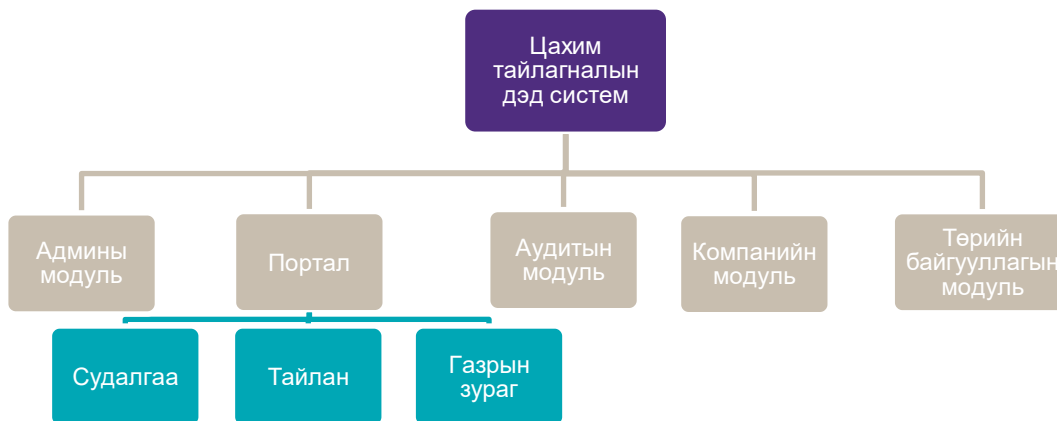 Цахим
тайлагналын
дэд систем
Админы
модуль
Портал
Аудитын
модуль
Компанийн
модуль
Төрийн
байгууллагын
модуль
Судалгаа
Тайлан
Газрын
зураг